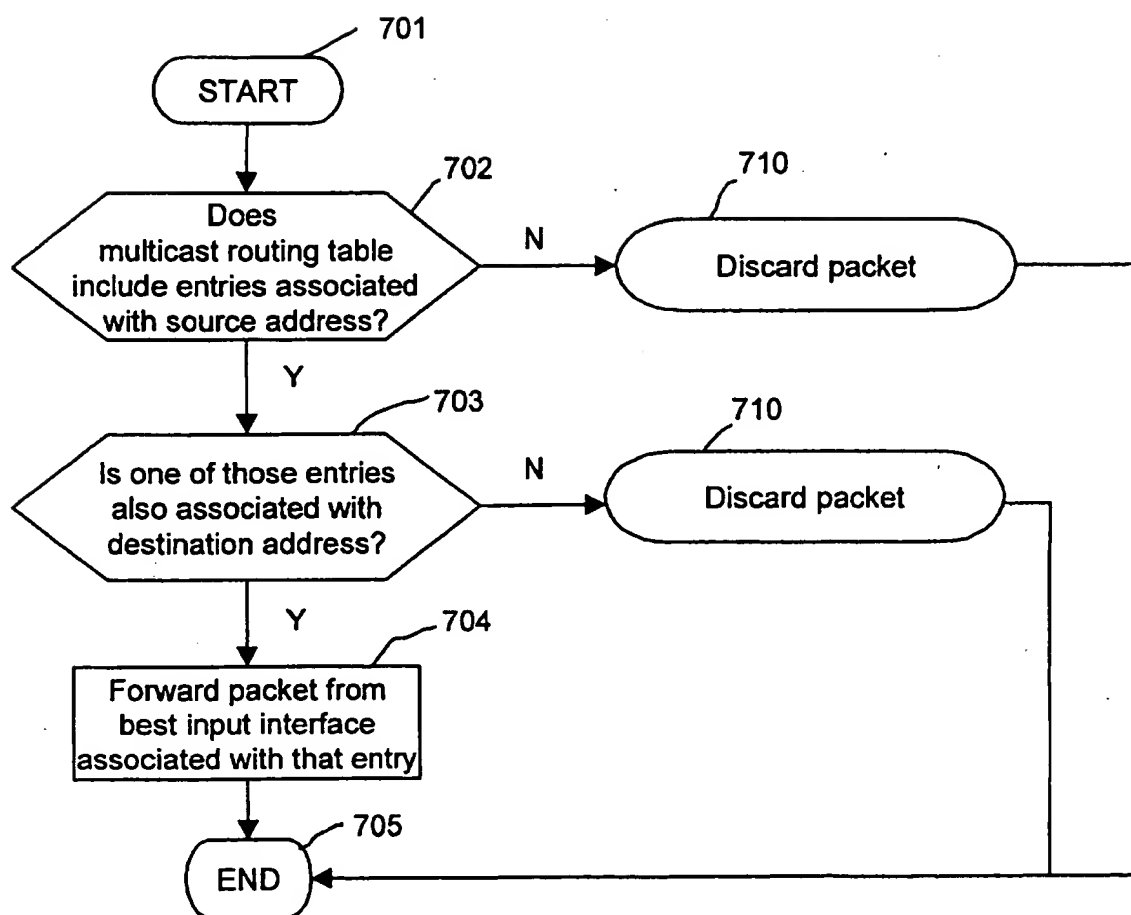 701
START
702
Does
multicast routing table
include entries associated
with source address?
N
710
Discard packet
Y
703
Is one of those entries
also associated with
destination address?
N
710
Discard packet
Y
704
Forward packet from
best input interface
associated with that entry
705
END